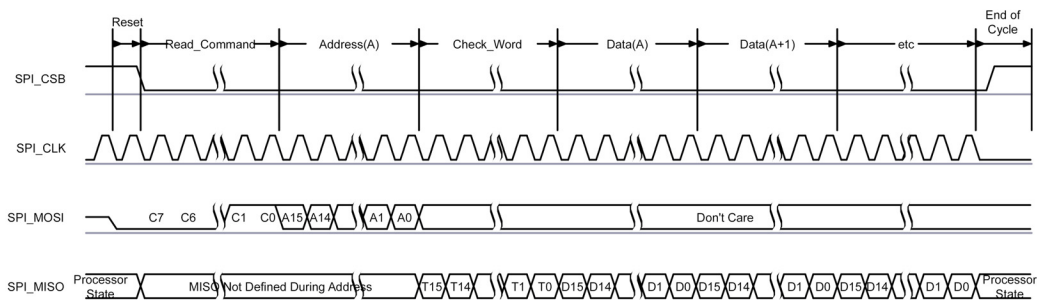 Reset
End of
Cycle
Read_Command Address(A) Check_Word Data(A) Data(A+1) etc
SPI_CSB
SPI_CLK
SPI_MOSI C7 C6 C1 C0 A15 A14 A1 A0 Don't Care
SPI_MISO Processor State MISO Not Defined During Address T15 T14 T1 T0 D15 D14 D1 D0 D15 D14 D1 D0 D15 D14 D1 D0 Processor State